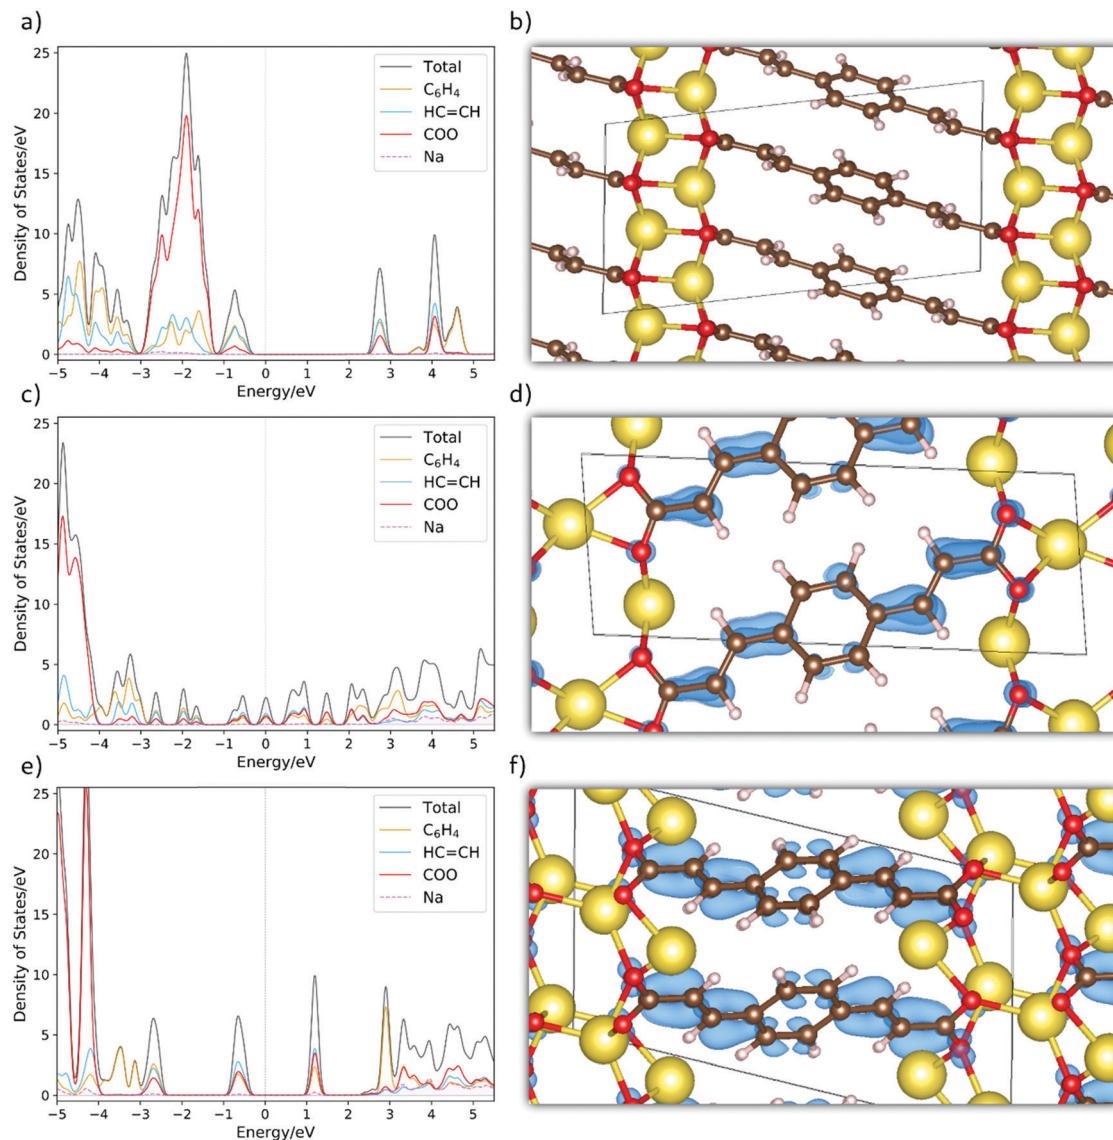 a)
b)
25
20
15
10
5
0
Density of States/eV
Total
C₆H₄
HC=CH
COO
Na
−5 −4 −3 −2 −1 0 1 2 3 4 5
Energy/eV
c)
d)
25
20
15
10
5
0
Density of States/eV
Total
C₆H₄
HC=CH
COO
Na
−5 −4 −3 −2 −1 0 1 2 3 4 5
Energy/eV
e)
f)
25
20
15
10
5
0
Density of States/eV
Total
C₆H₄
HC=CH
COO
Na
−5 −4 −3 −2 −1 0 1 2 3 4 5
Energy/eV